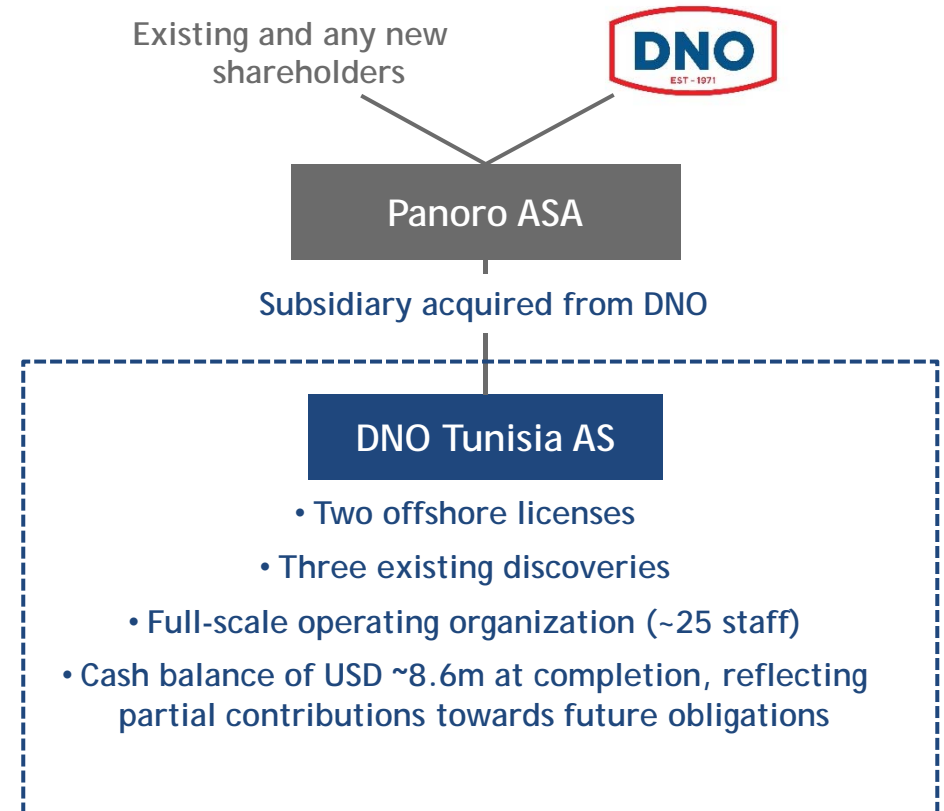 Existing and any new
shareholders
DNO
EST - 1971
Panoro ASA
Subsidiary acquired from DNO
DNO Tunisia AS
• Two offshore licenses
• Three existing discoveries
• Full-scale operating organization (~25 staff)
• Cash balance of USD ~8.6m at completion, reflecting
partial contributions towards future obligations